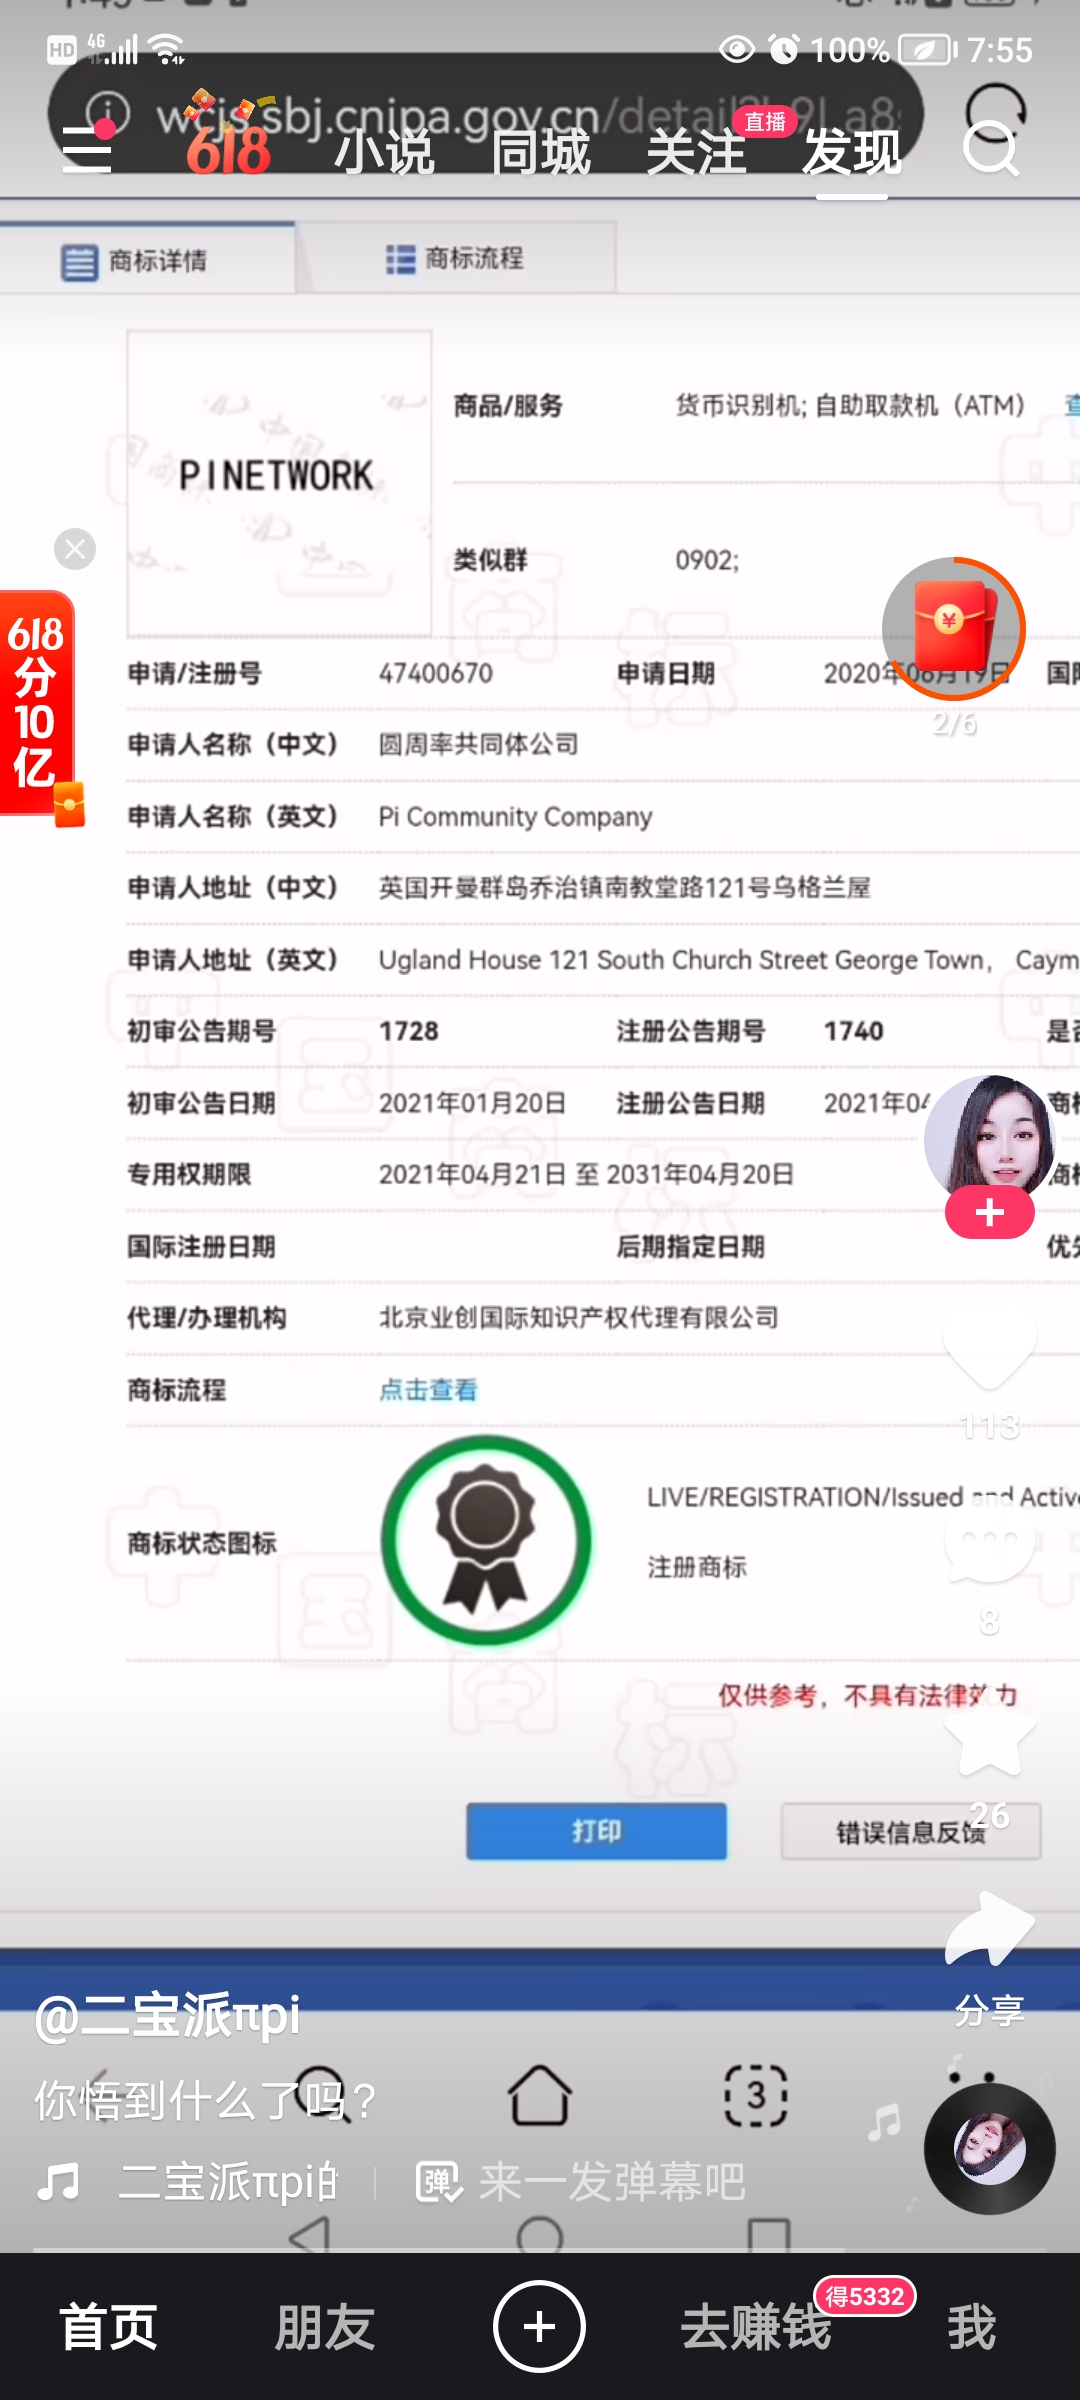 HD 4G 100% 7:55
wcjs.sbj.cnipa.gov.cn/detail
618 小说 同城 关注 直播 发现
商标详情 商标流程
PINETWORK
商品/服务 货币识别机; 自助取款机（ATM）
类似群 0902;
618
分
10
亿
申请/注册号 47400670 申请日期 2020年06月19日
2/6
申请人名称（中文） 圆周率共同体公司
申请人名称（英文） Pi Community Company
申请人地址（中文） 英国开曼群岛乔治镇南教堂路121号乌格兰屋
申请人地址（英文） Ugland House 121 South Church Street George Town, Caym
初审公告期号 1728 注册公告期号 1740 是否
初审公告日期 2021年01月20日 注册公告日期 2021年04 商标
专用权期限 2021年04月21日 至 2031年04月20日 商标
国际注册日期 后期指定日期 优先
代理/办理机构 北京业创国际知识产权代理有限公司
商标流程 点击查看
113
商标状态图标 LIVE/REGISTRATION/Issued and Active
注册商标
8
仅供参考，不具有法律效力
26
打印 错误信息反馈
分享
@二宝派πpi
你悟到什么了吗？
3
二宝派πpi的 弹 来一发弹幕吧
首页 朋友 去赚钱 得5332 我